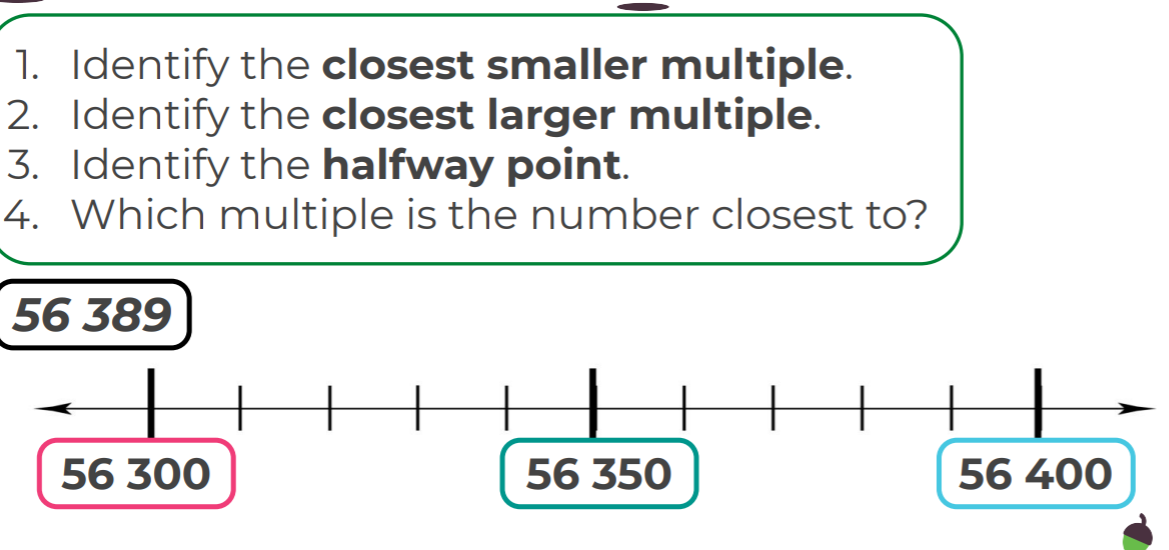 1. Identify the closest smaller multiple.
2. Identify the closest larger multiple.
3. Identify the halfway point.
4. Which multiple is the number closest to?
56 389
56 300 56 350 56 400